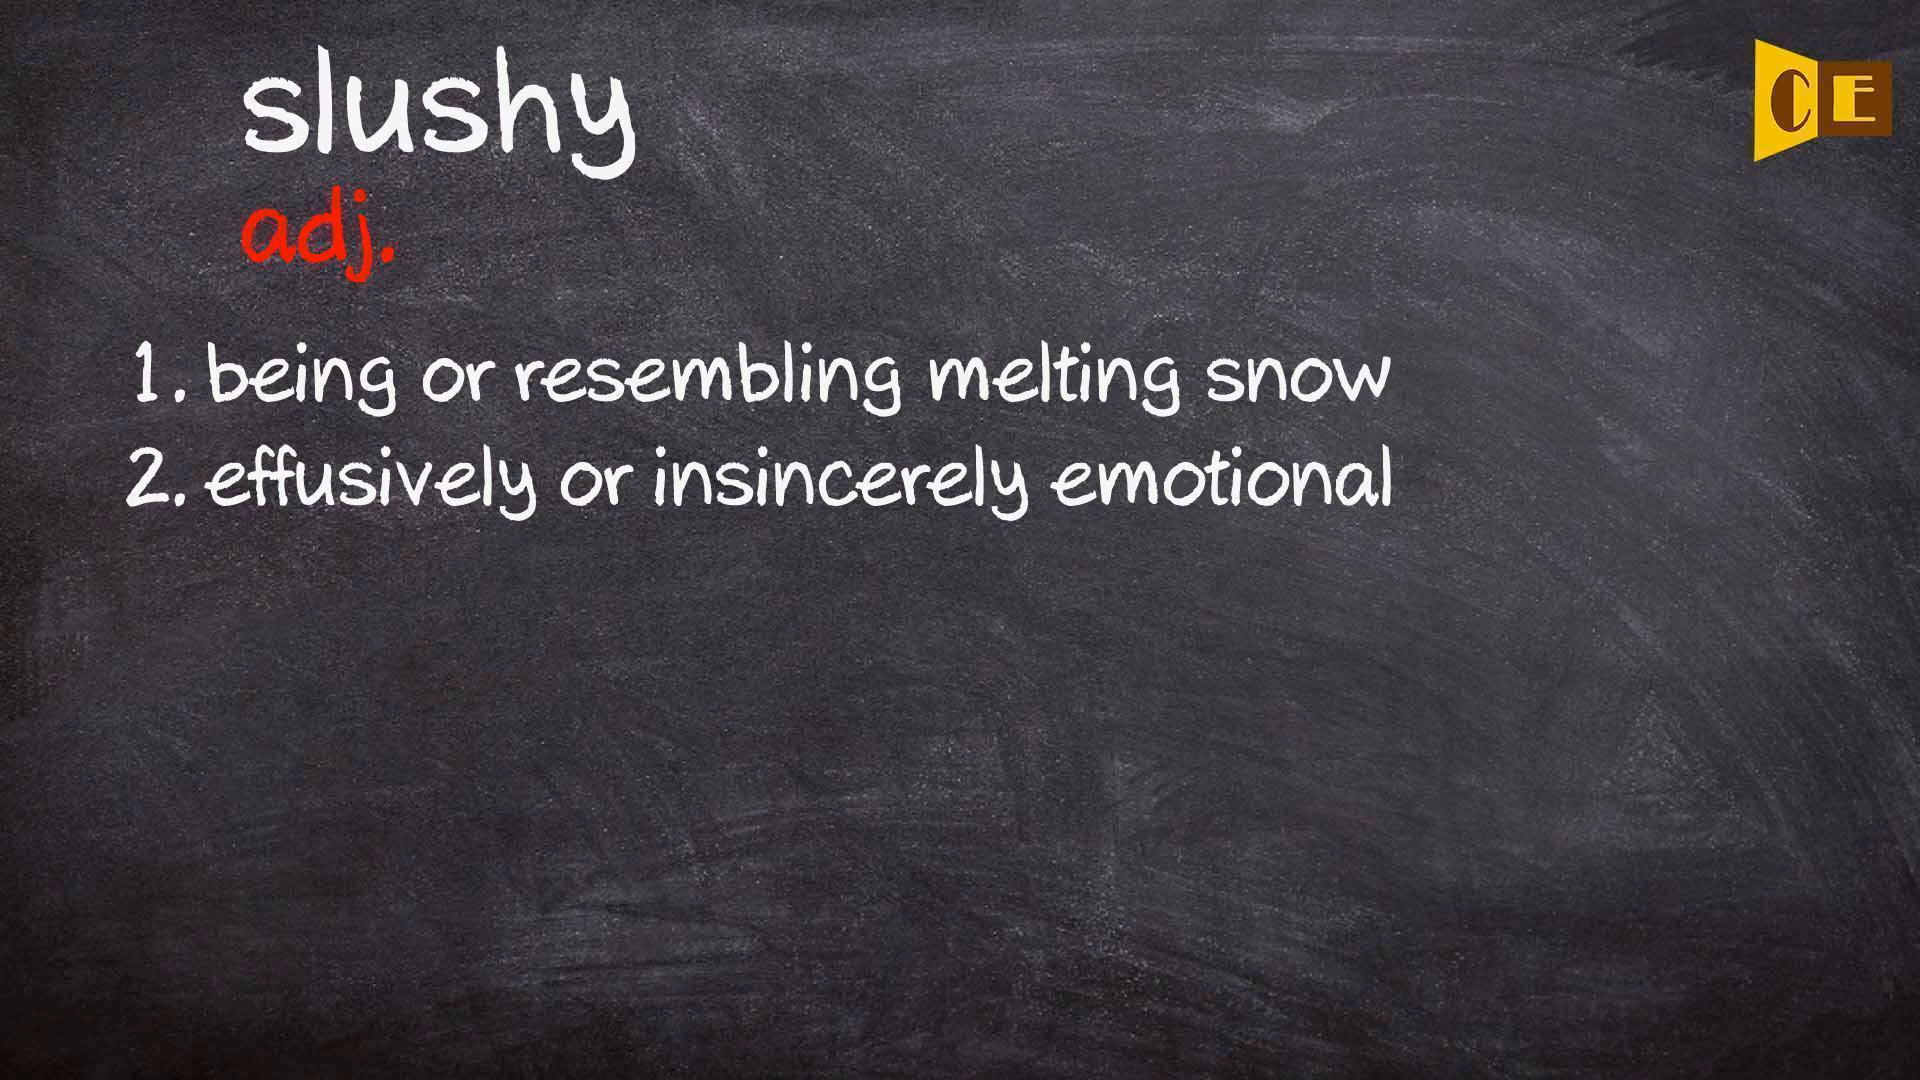 slushy
CE
adj.
1. being or resembling melting snow
2. effusively or insincerely emotional